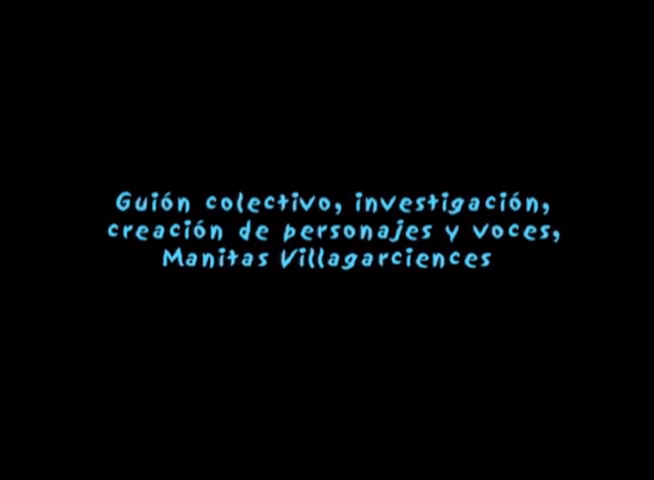 Guión colectivo, investigación,
creación de personajes y voces,
Manitas Villagarciences